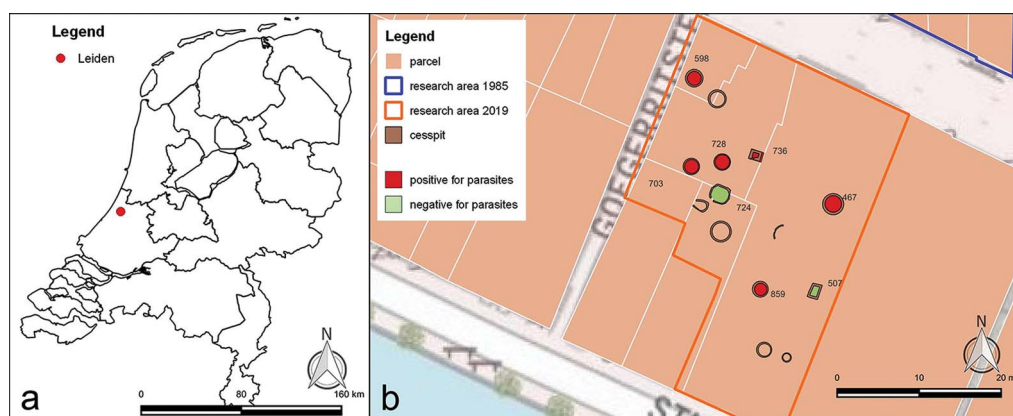 Legend
Leiden
N
0 80 160 km
a
Legend
parcel
research area 1985
research area 2019
cesspit
positive for parasites
negative for parasites
GOEGERRITSTE
598
728
736
703
724
467
859
507
N
0 10 20 m
b